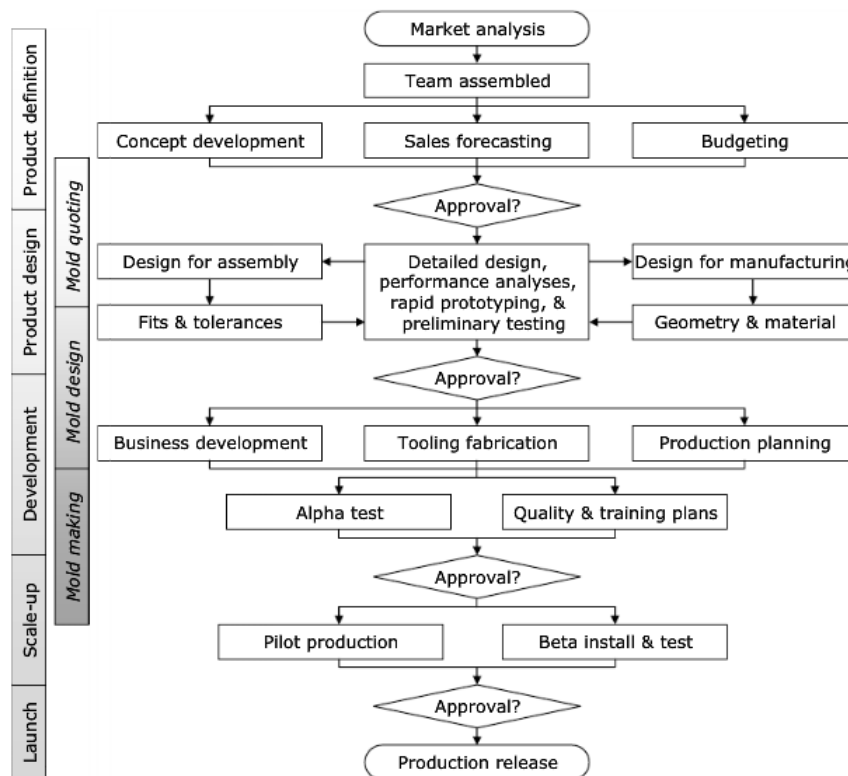 Market analysis
Team assembled
Concept development
Sales forecasting
Budgeting
Approval?
Design for assembly
Detailed design,
performance analyses,
rapid prototyping, &
preliminary testing
Design for manufacturing
Fits & tolerances
Geometry & material
Approval?
Business development
Tooling fabrication
Production planning
Alpha test
Quality & training plans
Approval?
Pilot production
Beta install & test
Approval?
Production release
Product definition
Product design
Development
Scale-up
Launch
Mold quoting
Mold design
Mold making